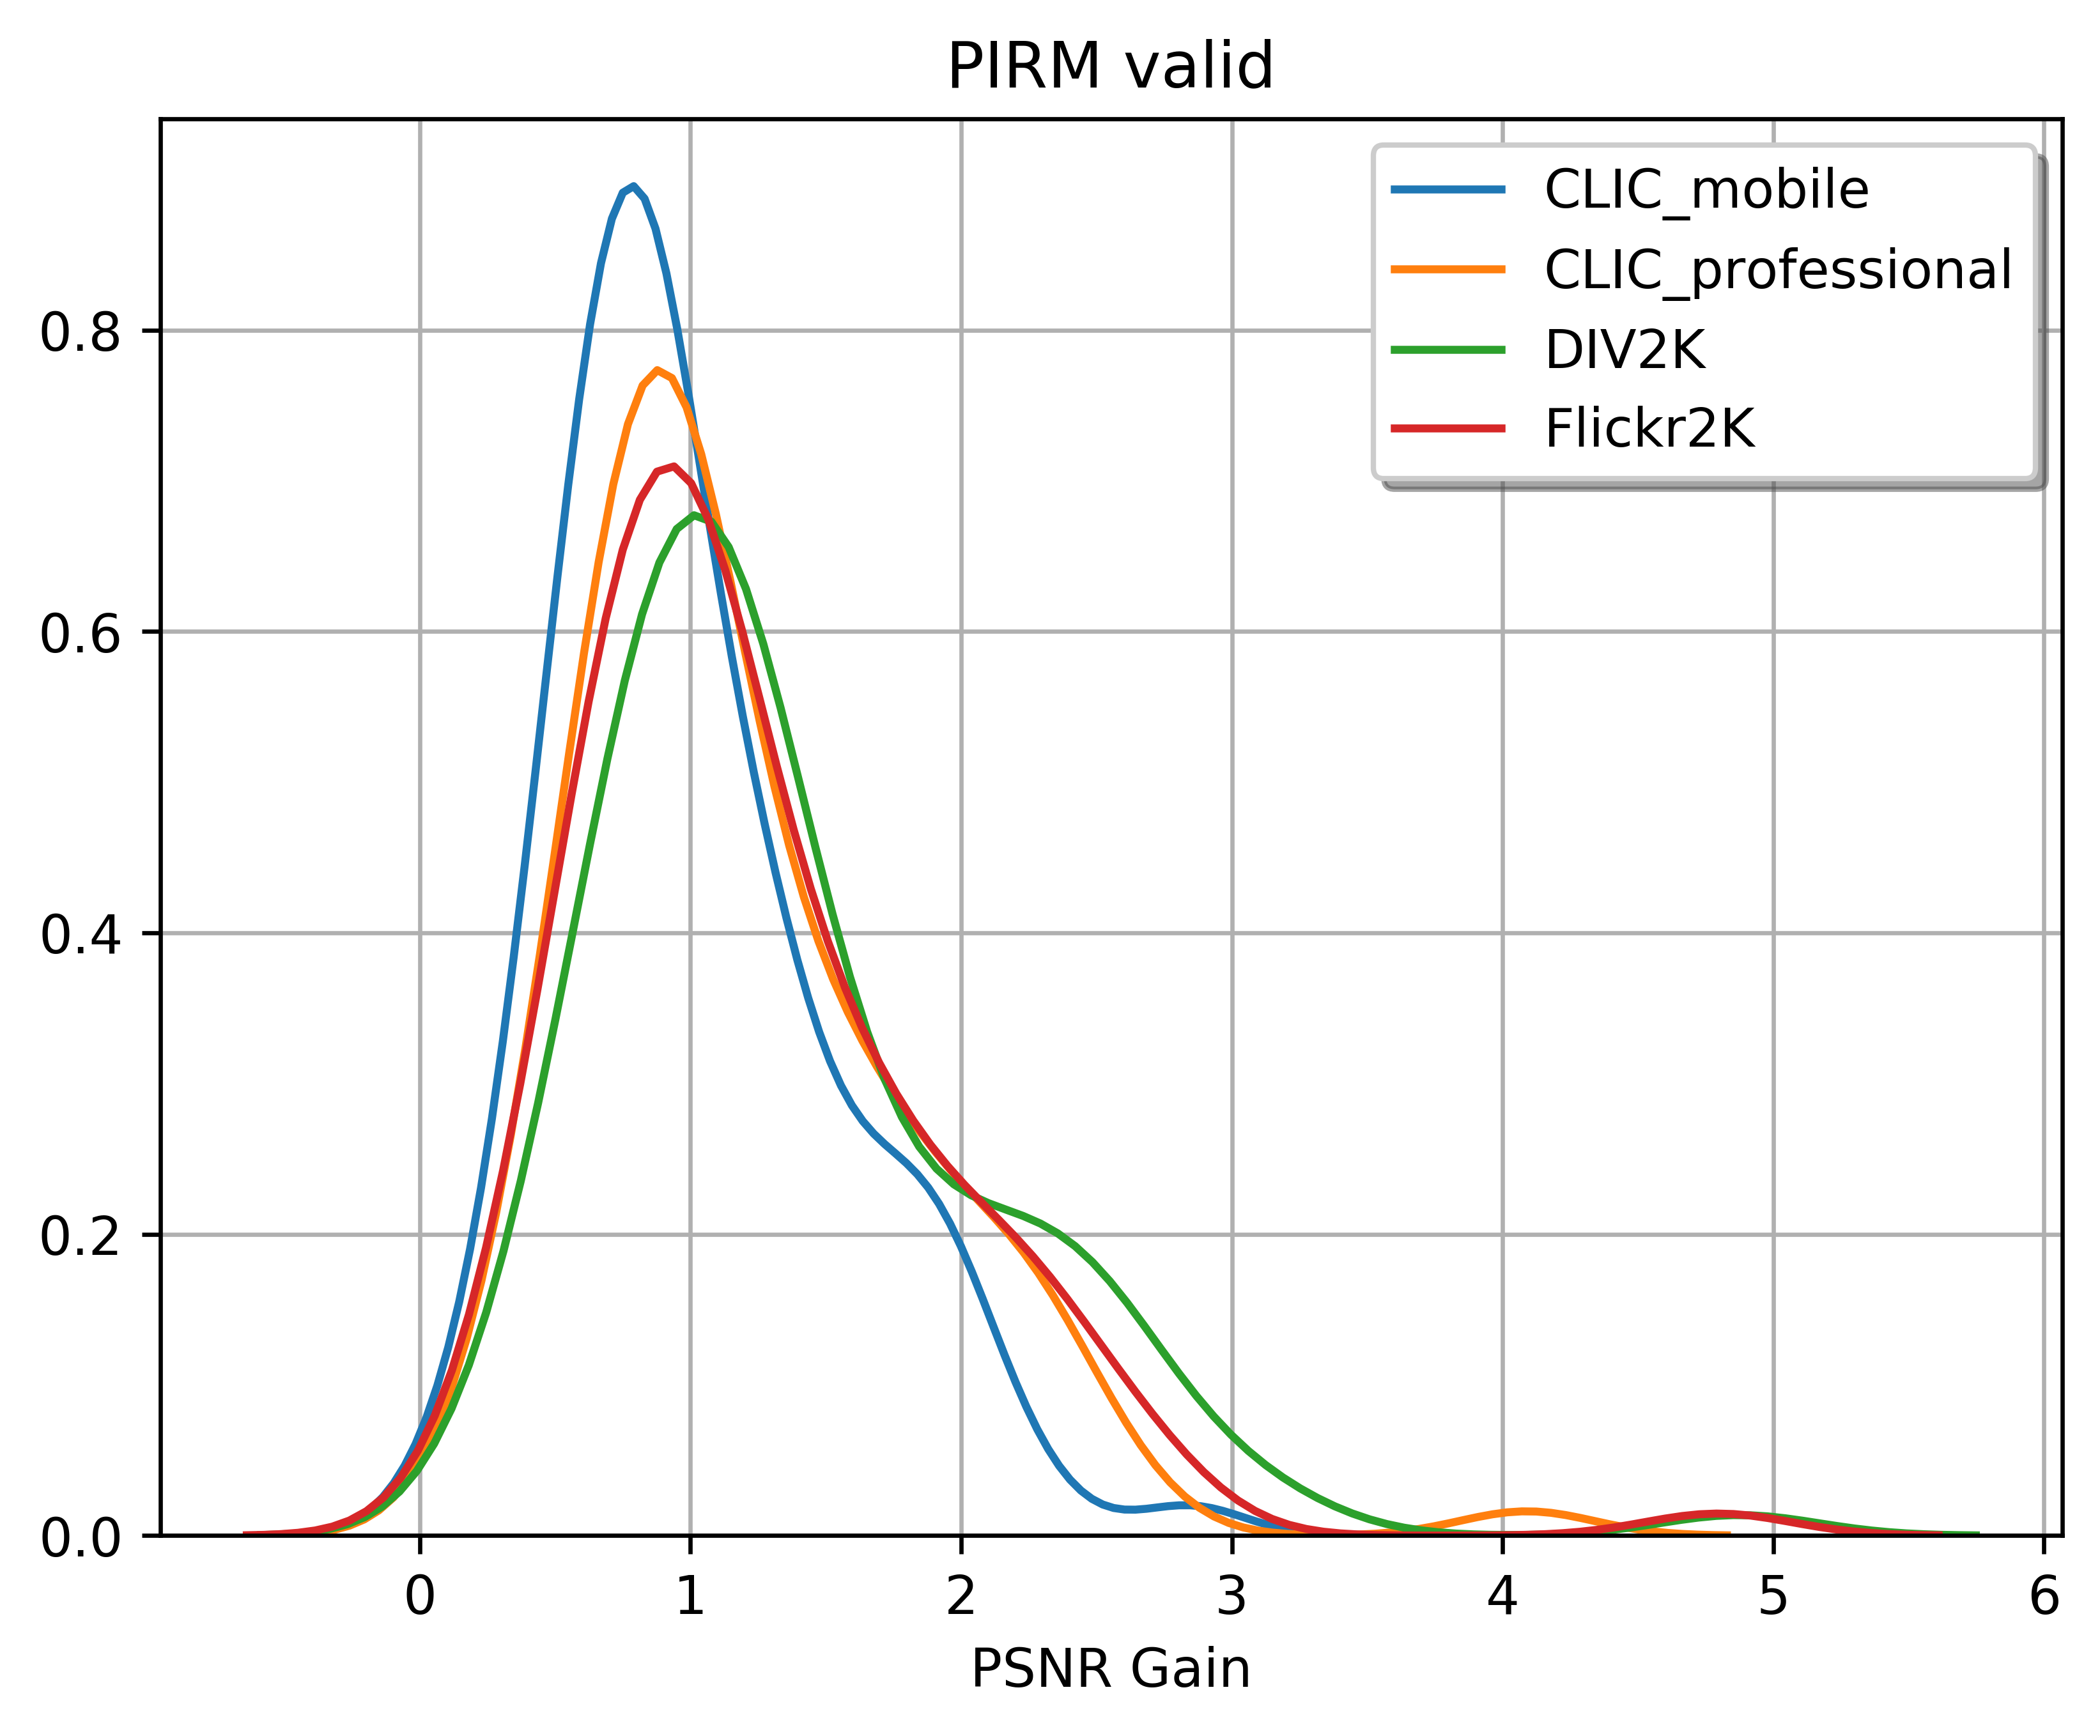 PIRM valid
CLIC_mobile
CLIC_professional
DIV2K
Flickr2K
0.8
0.6
0.4
0.2
0.0
0 1 2 3 4 5 6
PSNR Gain